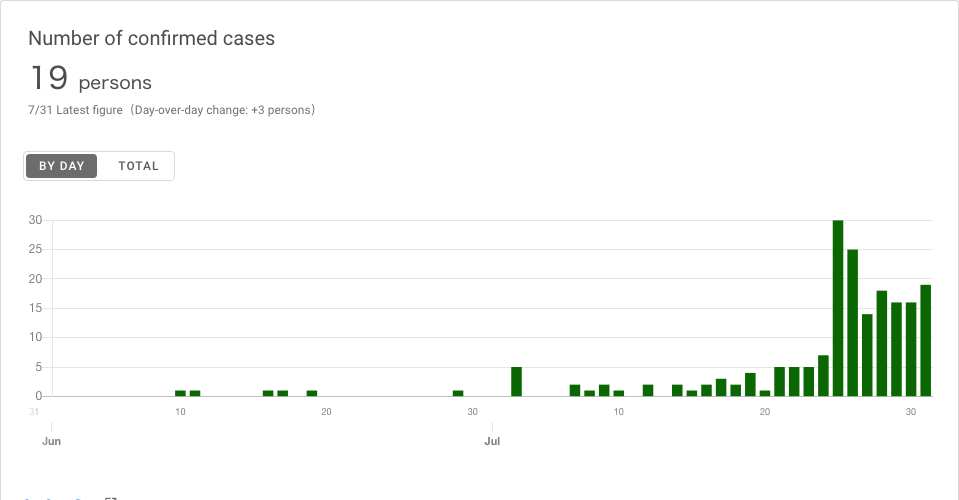 Number of confirmed cases
19 persons
7/31 Latest figure（Day-over-day change: +3 persons）
BY DAY TOTAL
30
25
20
15
10
5
0
31 10 20 30 10 20 30
Jun Jul